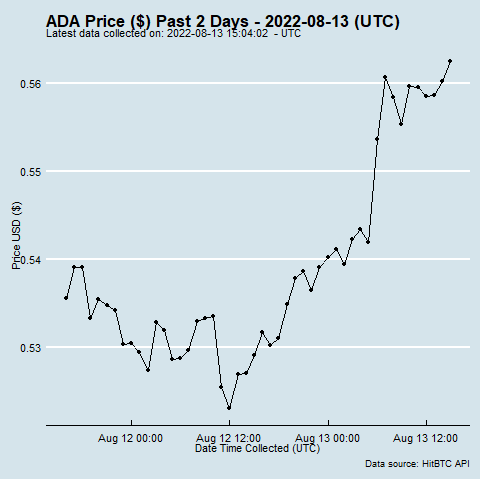 ADA Price ($) Past 2 Days - 2022-08-13 (UTC)
Latest data collected on: 2022-08-13 15:04:02  - UTC
0.56
0.55
0.54
0.53
Price USD ($)
Aug 12 00:00 Aug 12 12:00 Aug 13 00:00 Aug 13 12:00
Date Time Collected (UTC)
Data source: HitBTC API